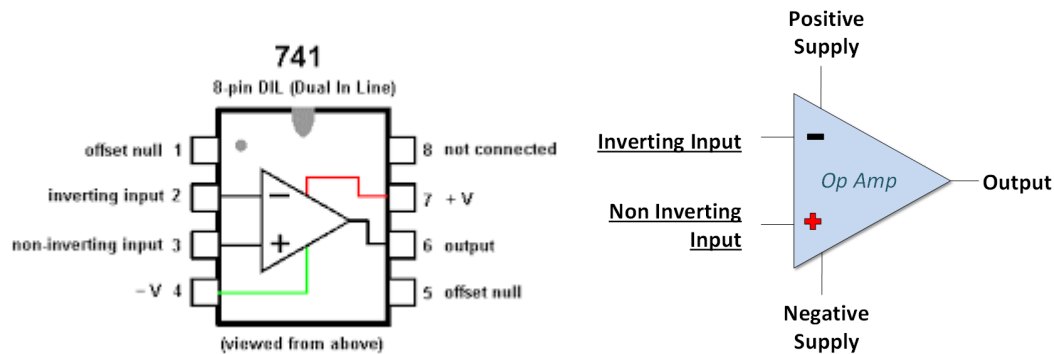 741
8-pin DIL (Dual In Line)
offset null 1
inverting input 2
non-inverting input 3
– V 4
8 not connected
7 + V
6 output
5 offset null
− 
+
(viewed from above)
Positive
Supply
Inverting Input
Non Inverting
Input
−
+
Op Amp
Output
Negative
Supply